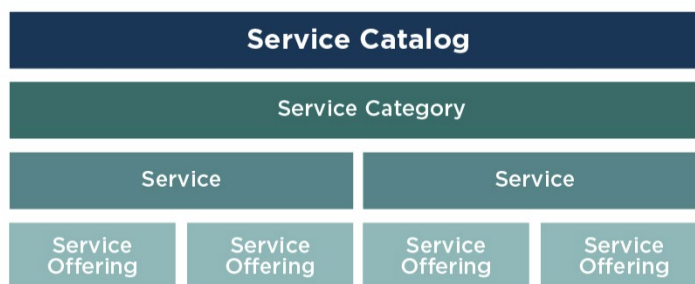 Service Catalog
Service Category
Service
Service
Service
Offering
Service
Offering
Service
Offering
Service
Offering